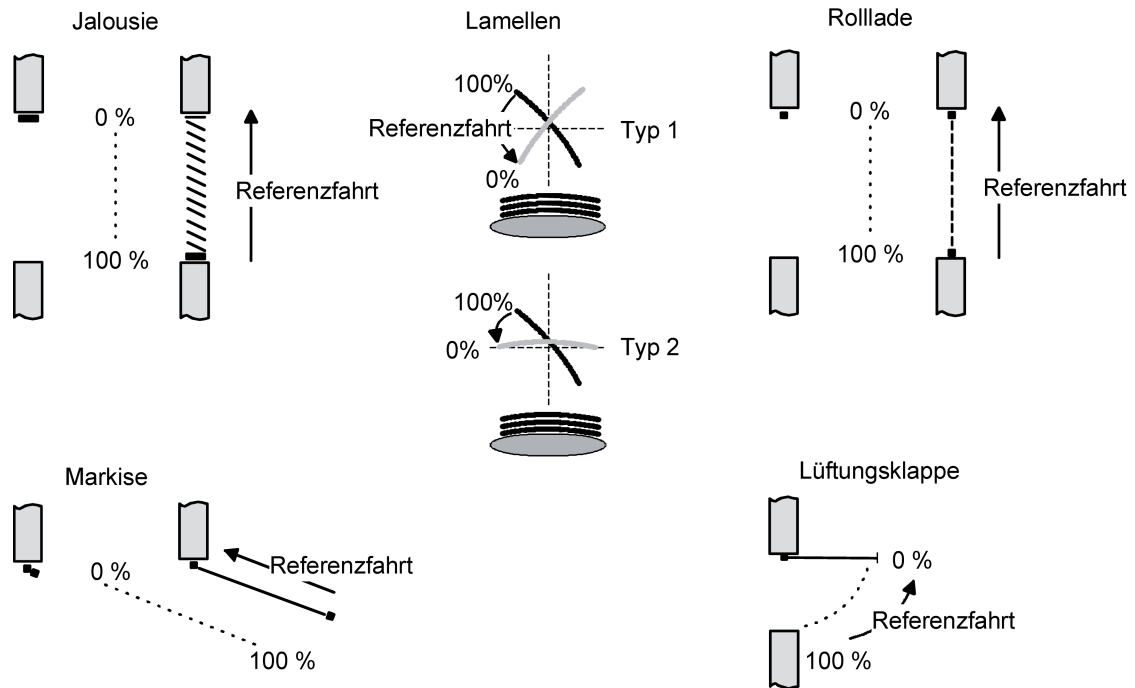 Jalousie
0 %
Referenzfahrt
100 %
Lamellen
100%
Referenzfahrt
Typ 1
0%
100%
0%
Typ 2
Rolllade
0 %
Referenzfahrt
100 %
Markise
0 %
Referenzfahrt
100 %
Lüftungsklappe
0 %
Referenzfahrt
100 %